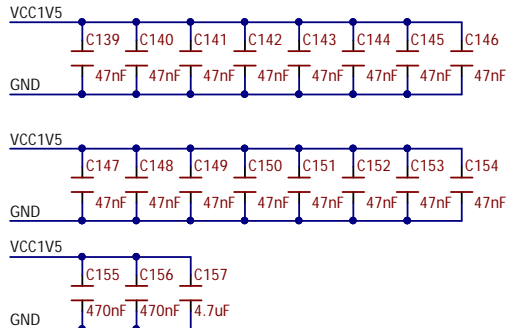 VCC1V5
C139 C140 C141 C142 C143 C144 C145 C146
47nF 47nF 47nF 47nF 47nF 47nF 47nF 47nF
GND
VCC1V5
C147 C148 C149 C150 C151 C152 C153 C154
47nF 47nF 47nF 47nF 47nF 47nF 47nF 47nF
GND
VCC1V5
C155 C156 C157
470nF 470nF 4.7uF
GND